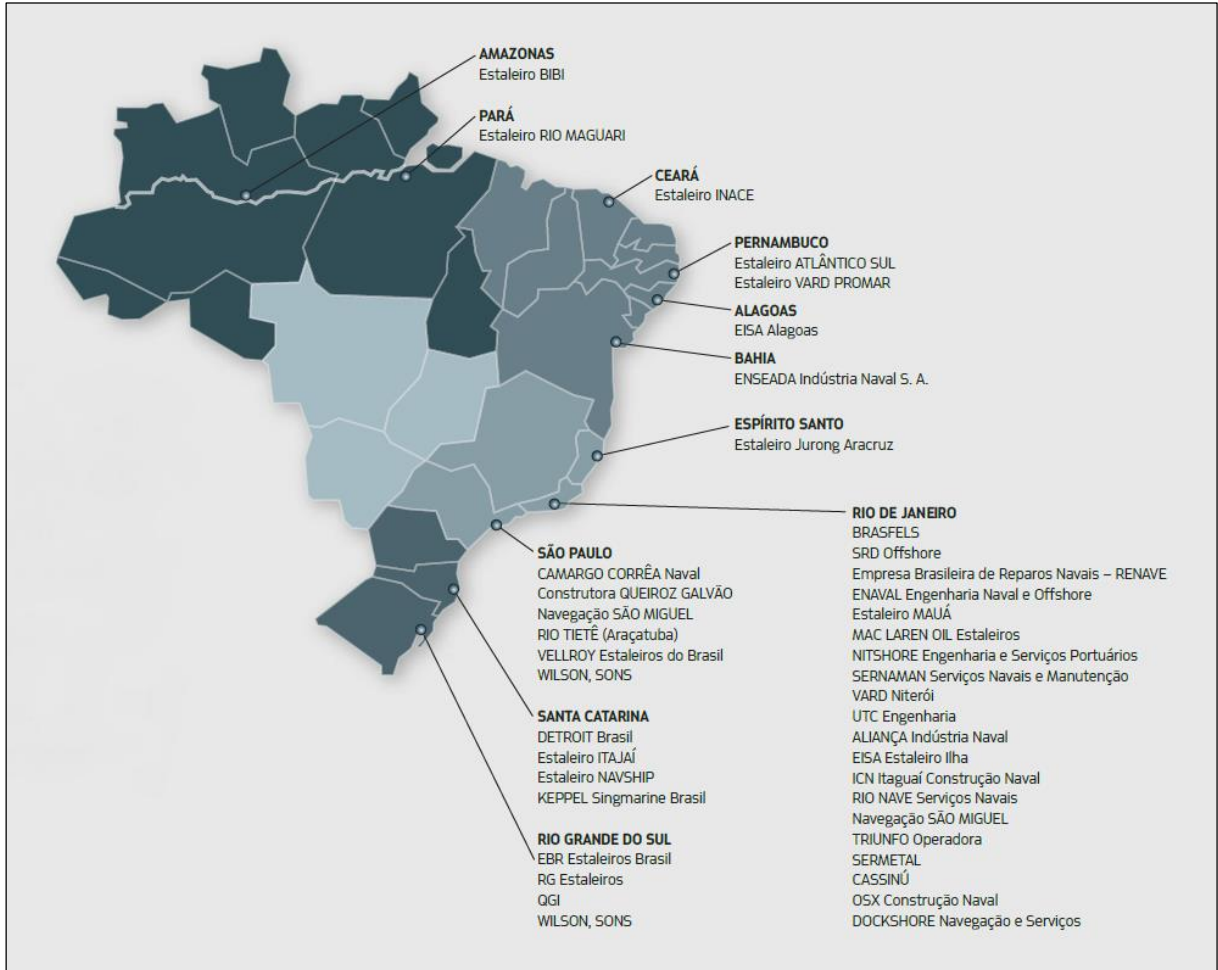 AMAZONAS
Estaleiro BIBI
PARÁ
Estaleiro RIO MAGUARI
CEARÁ
Estaleiro INACE
PERNAMBUCO
Estaleiro ATLÂNTICO SUL
Estaleiro VARD PROMAR
ALAGOAS
EISA Alagoas
BAHIA
ENSEADA Indústria Naval S. A.
ESPÍRITO SANTO
Estaleiro Jurong Aracruz
RIO DE JANEIRO
BRASFELS
SRD Offshore
Empresa Brasileira de Reparos Navais – RENAVE
ENAVAL Engenharia Naval e Offshore
Estaleiro MAUÁ
MAC LAREN OIL Estaleiros
NITSHORE Engenharia e Serviços Portuários
SERNAMAN Serviços Navais e Manutenção
VARD Niterói
UTC Engenharia
ALIANÇA Indústria Naval
EISA Estaleiro Ilha
ICN Itaguaí Construção Naval
RIO NAVE Serviços Navais
Navegação SÃO MIGUEL
TRIUNFO Operadora
SERMETAL
CASSINÚ
OSX Construção Naval
DOCKSHORE Navegação e Serviços
SÃO PAULO
CAMARGO CORRÊA Naval
Construtora QUEIROZ GALVÃO
Navegação SÃO MIGUEL
RIO TIETÊ (Araçatuba)
VELLROY Estaleiros do Brasil
WILSON, SONS
SANTA CATARINA
DETROIT Brasil
Estaleiro ITAJAÍ
Estaleiro NAVSHIP
KEPPEL Singmarine Brasil
RIO GRANDE DO SUL
EBR Estaleiros Brasil
RG Estaleiros
QGI
WILSON, SONS